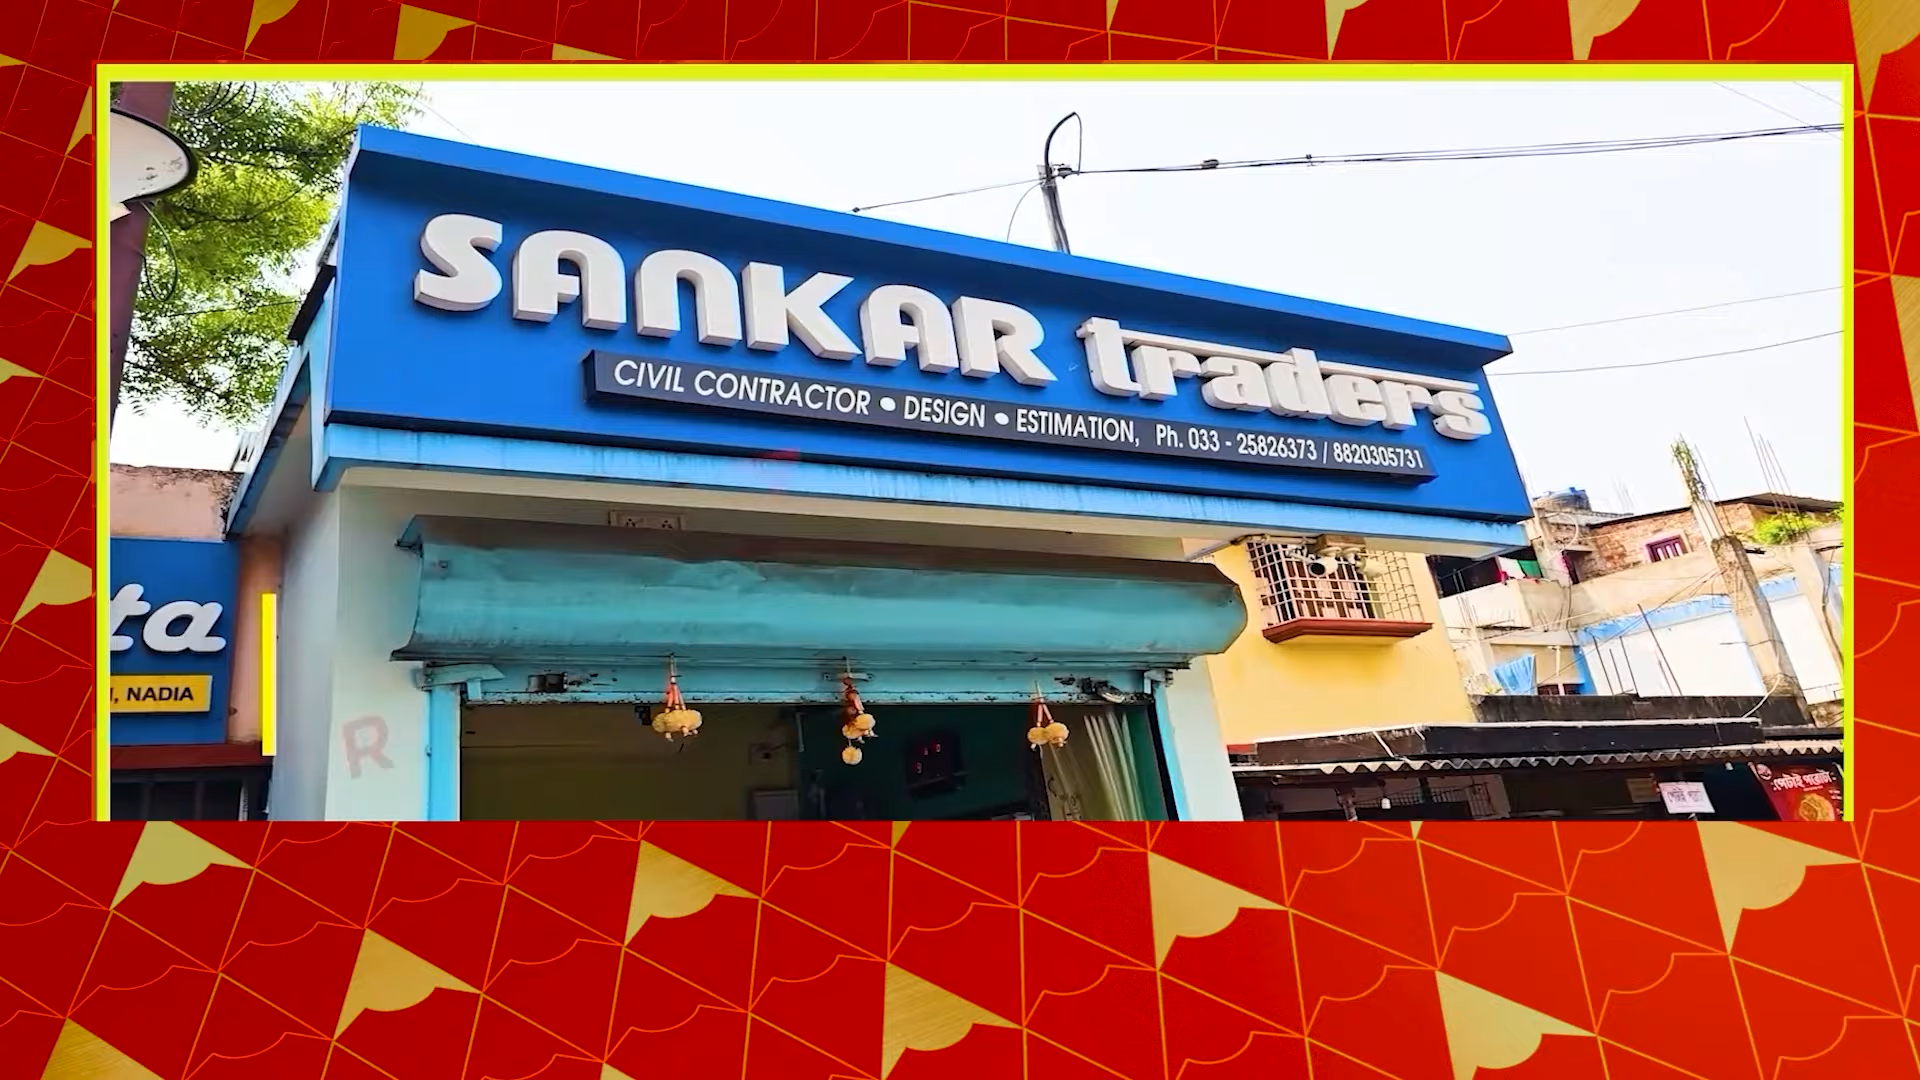 SANKAR traders
CIVIL CONTRACTOR • DESIGN • ESTIMATION, Ph. 033 - 25826373 / 8820305731
ta
, NADIA
R